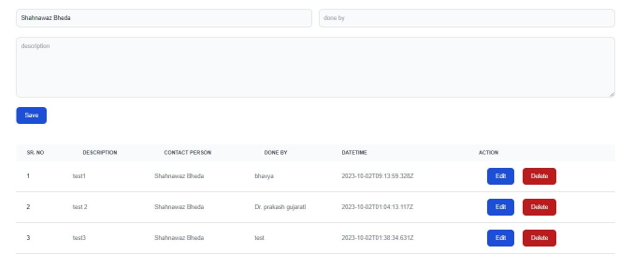 Shahnawaz Bheda done by
description
Save
SR. NO DESCRIPTION CONTACT PERSON DONE BY DATETIME ACTION
1 test1 Shahnawaz Bheda bhavya 2023-10-02T09:13:59.328Z Edit Delete
2 test 2 Shahnawaz Bheda Dr. prakash gujarati 2023-10-02T01:04:13.117Z Edit Delete
3 test3 Shahnawaz Bheda test 2023-10-02T01:38:34.631Z Edit Delete